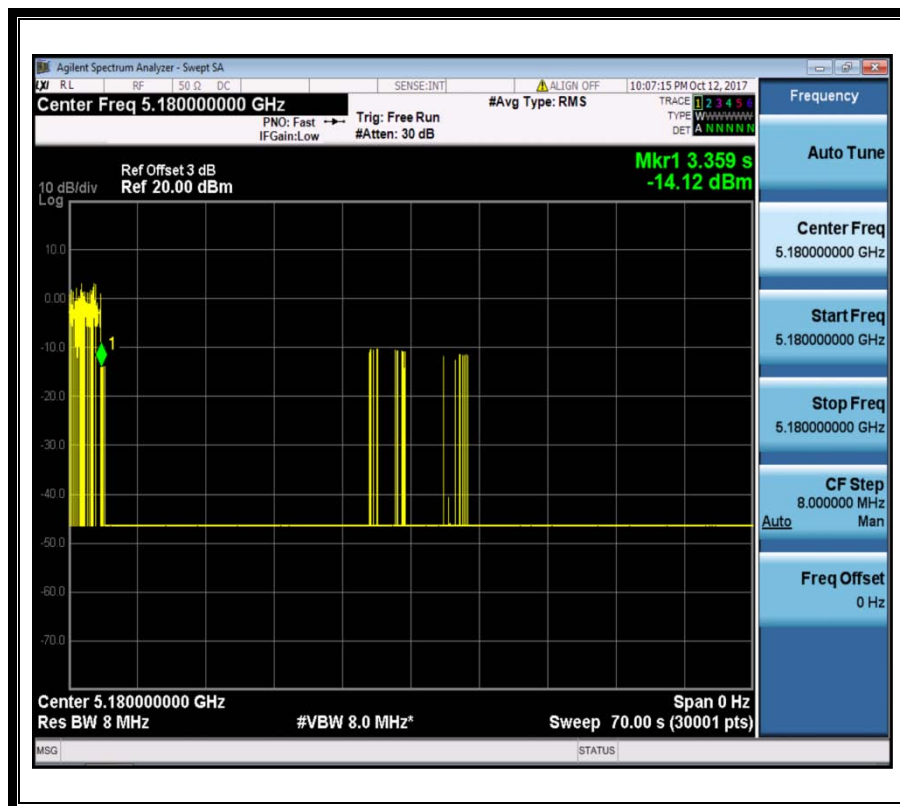 Agilent Spectrum Analyzer - Swept SA
LXI RL RF 50 Ω DC SENSE:INT ALIGN OFF 10:07:15 PM Oct 12, 2017
Center Freq 5.180000000 GHz
PNO: Fast
IFGain:Low
Trig: Free Run
#Atten: 30 dB
#Avg Type: RMS
TRACE 1 2 3 4 5 6
TYPE WWWWWWW
DET A N N N N N
Ref Offset 3 dB
10 dB/div Ref 20.00 dBm
Log
Mkr1 3.359 s
-14.12 dBm
10.0
0.00
-10.0
-20.0
-30.0
-40.0
-50.0
-60.0
-70.0
1
Center 5.180000000 GHz Span 0 Hz
Res BW 8 MHz #VBW 8.0 MHz* Sweep 70.00 s (30001 pts)
MSG STATUS
Frequency
Auto Tune
Center Freq
5.180000000 GHz
Start Freq
5.180000000 GHz
Stop Freq
5.180000000 GHz
CF Step
8.000000 MHz
Auto Man
Freq Offset
0 Hz